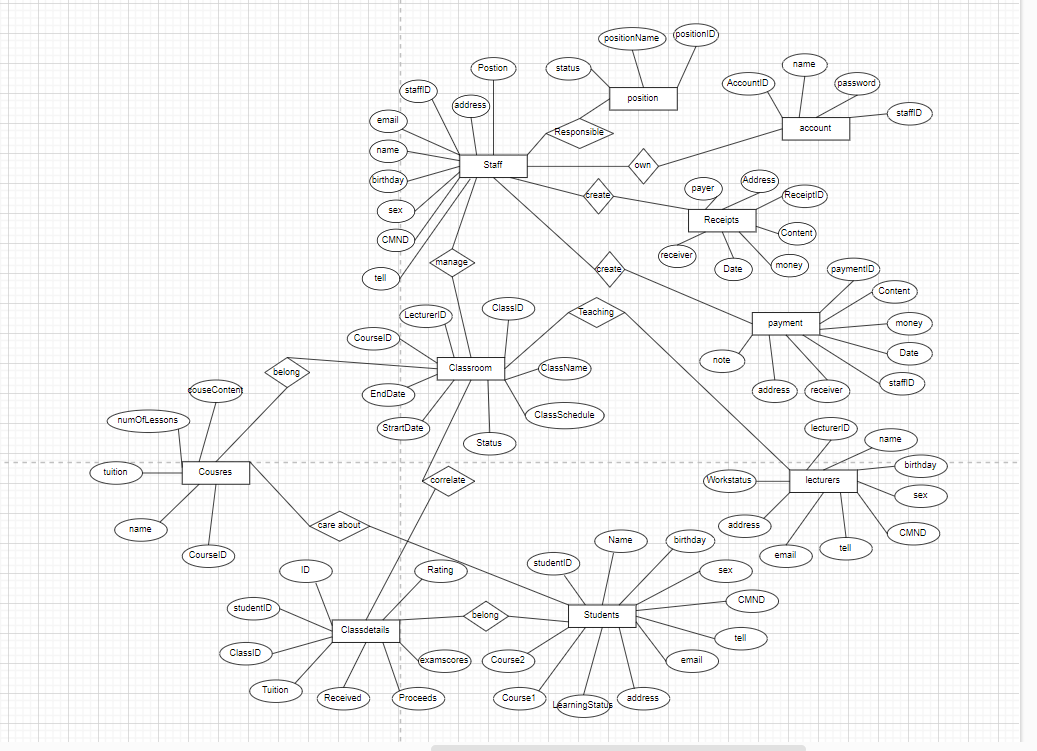 positionName
positionID
status
position
Postion
staffID
address
email
name
birthday
sex
CMND
tell
Staff
Responsible
own
AccountID
name
password
staffID
account
create
payer
Address
ReceiptID
Receipts
Content
receiver
Date
money
manage
create
paymentID
Content
money
Date
staffID
payment
note
address
receiver
LecturerID
ClassID
Teaching
CourseID
Classroom
ClassName
EndDate
ClassSchedule
StrartDate
Status
belong
couseContent
numOfLessons
tuition
Cousres
name
CourseID
correlate
care about
lecturerID
name
birthday
Workstatus
lecturers
sex
address
CMND
email
tell
ID
Rating
studentID
Classdetails
ClassID
examscores
Tuition
Received
Proceeds
belong
studentID
Name
birthday
sex
CMND
Students
tell
Course2
email
Course1
LearningStatus
address